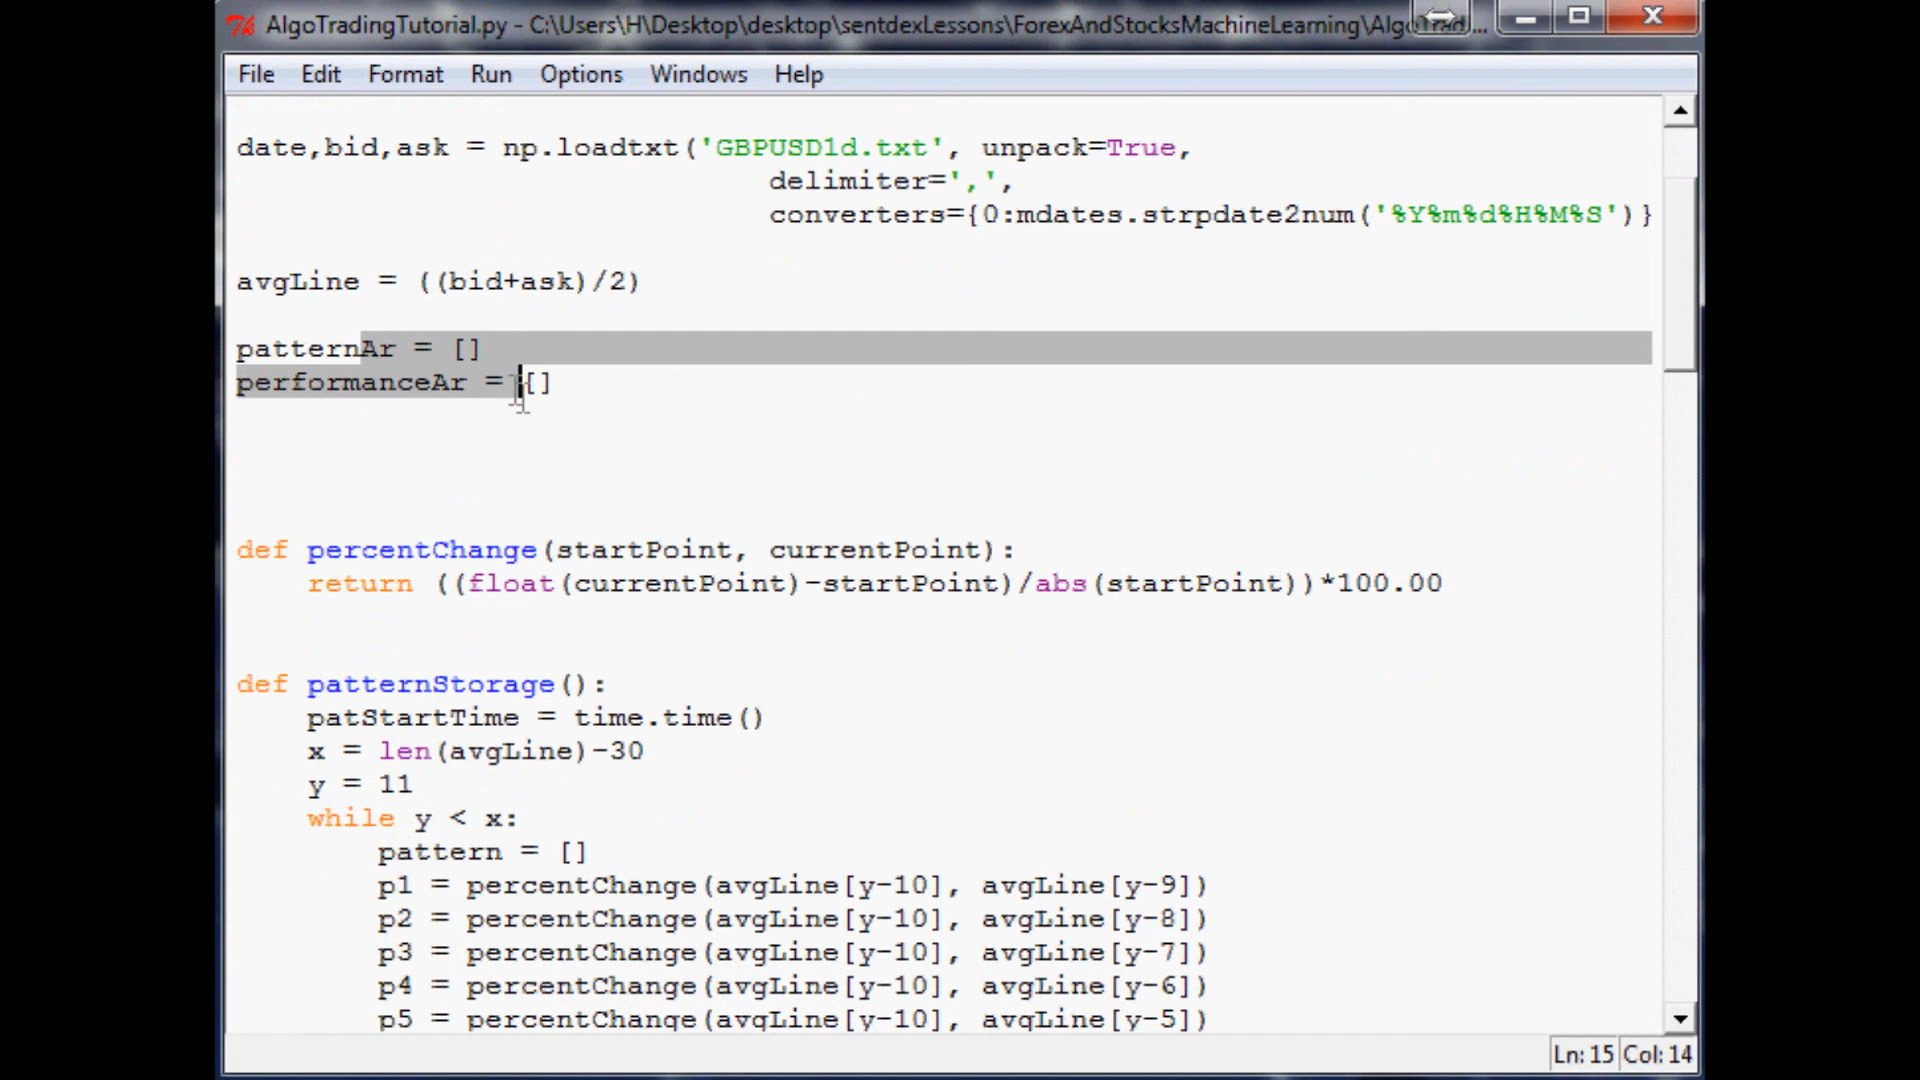 AlgoTradingTutorial.py - C:\Users\H\Desktop\desktop\sentdexLessons\ForexAndStocksMachineLearning\AlgoTrad...
File Edit Format Run Options Windows Help
date,bid,ask = np.loadtxt('GBPUSD1d.txt', unpack=True,
delimiter=',',
converters={0:mdates.strpdate2num('%Y%m%d%H%M%S')}
avgLine = ((bid+ask)/2)
patternAr = []
performanceAr = []
def percentChange(startPoint, currentPoint):
return ((float(currentPoint)-startPoint)/abs(startPoint))*100.00
def patternStorage():
patStartTime = time.time()
x = len(avgLine)-30
y = 11
while y < x:
pattern = []
p1 = percentChange(avgLine[y-10], avgLine[y-9])
p2 = percentChange(avgLine[y-10], avgLine[y-8])
p3 = percentChange(avgLine[y-10], avgLine[y-7])
p4 = percentChange(avgLine[y-10], avgLine[y-6])
p5 = percentChange(avgLine[y-10], avgLine[y-5])
Ln: 15 Col: 14